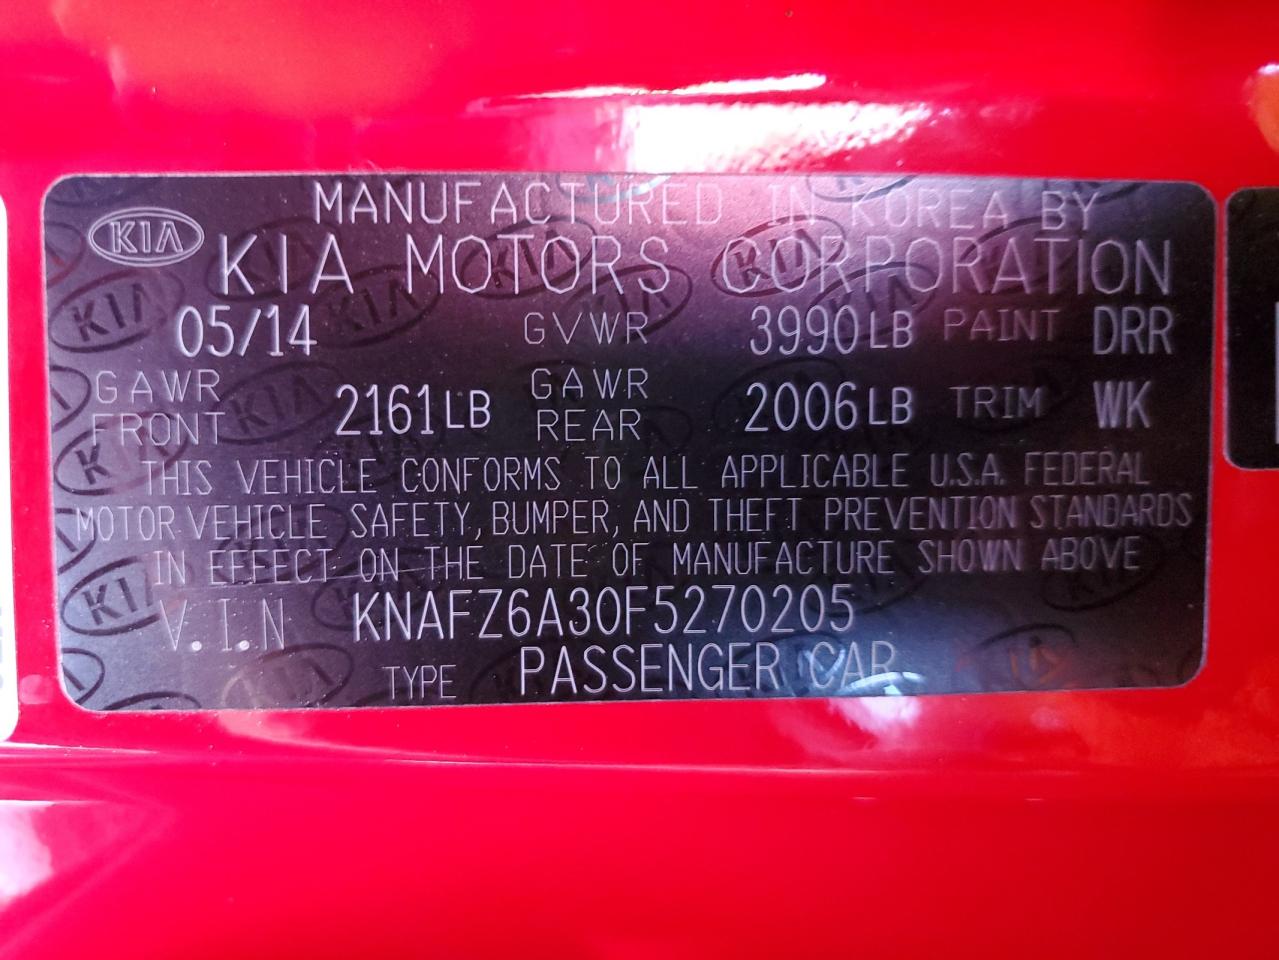 MANUFACTURED IN KOREA BY
KIA
KIA MOTORS CORPORATION
05/14 GVWR 3990LB PAINT DRR
GAWR FRONT 2161LB GAWR REAR 2006LB TRIM WK
THIS VEHICLE CONFORMS TO ALL APPLICABLE U.S.A. FEDERAL
MOTOR VEHICLE SAFETY, BUMPER, AND THEFT PREVENTION STANDARDS
IN EFFECT ON THE DATE OF MANUFACTURE SHOWN ABOVE
V.I.N KNAFZ6A30F5270205
TYPE PASSENGER CAR